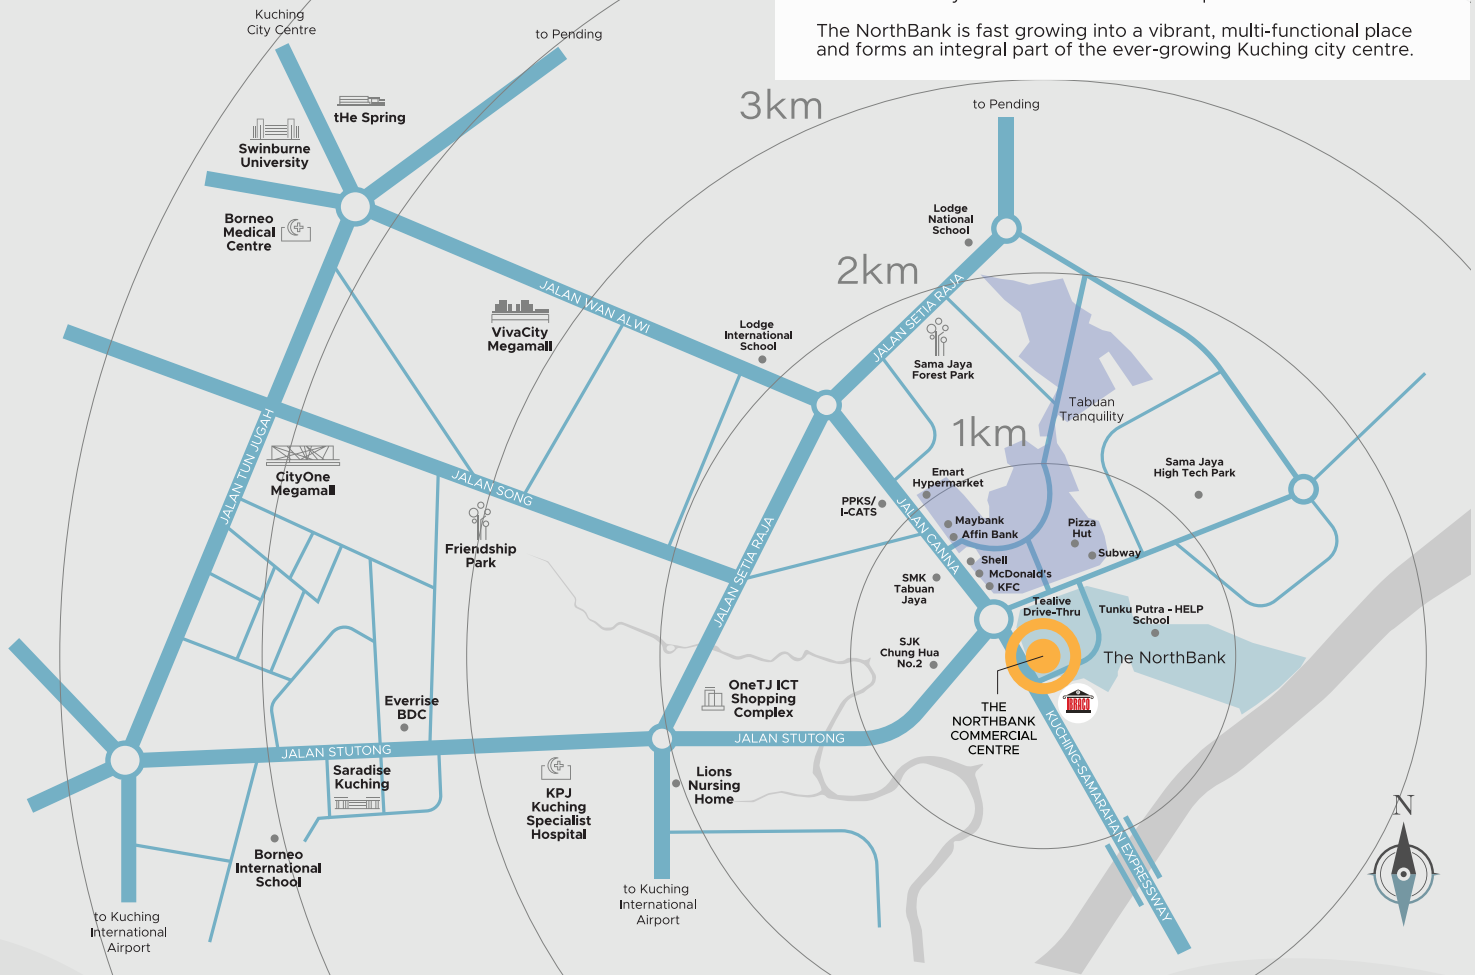 The NorthBank is fast growing into a vibrant, multi-functional place
and forms an integral part of the ever-growing Kuching city centre.
Kuching
City Centre
to Pending
tHe Spring
Swinburne
University
3km
to Pending
Borneo
Medical
Centre
Lodge
National
School
2km
JALAN WAN ALWI
JALAN SETIA RAJA
VivaCity
Megamall
Lodge
International
School
Sama Jaya
Forest Park
Tabuan
Tranquility
1km
JALAN TUN JUGAH
CityOne
Megamall
JALAN SONG
Emart
Hypermarket
Sama Jaya
High Tech Park
PPKS/
I-CATS
JALAN CANNA
Maybank
Affin Bank
Pizza
Hut
Subway
Friendship
Park
JALAN SETIA RAJA
Shell
McDonald's
KFC
SMK
Tabuan
Jaya
Tealive
Drive-Thru
Tunku Putra - HELP
School
SJK
Chung Hua
No.2
The NorthBank
OneTJ ICT
Shopping
Complex
Everrise
BDC
THE
NORTHBANK
COMMERCIAL
CENTRE
IBRACO
JALAN STUTONG
JALAN STUTONG
KUCHING-SAMARAHAN EXPRESSWAY
Saradise
Kuching
KPJ
Kuching
Specialist
Hospital
Lions
Nursing
Home
N
Borneo
International
School
to Kuching
International
Airport
to Kuching
International
Airport